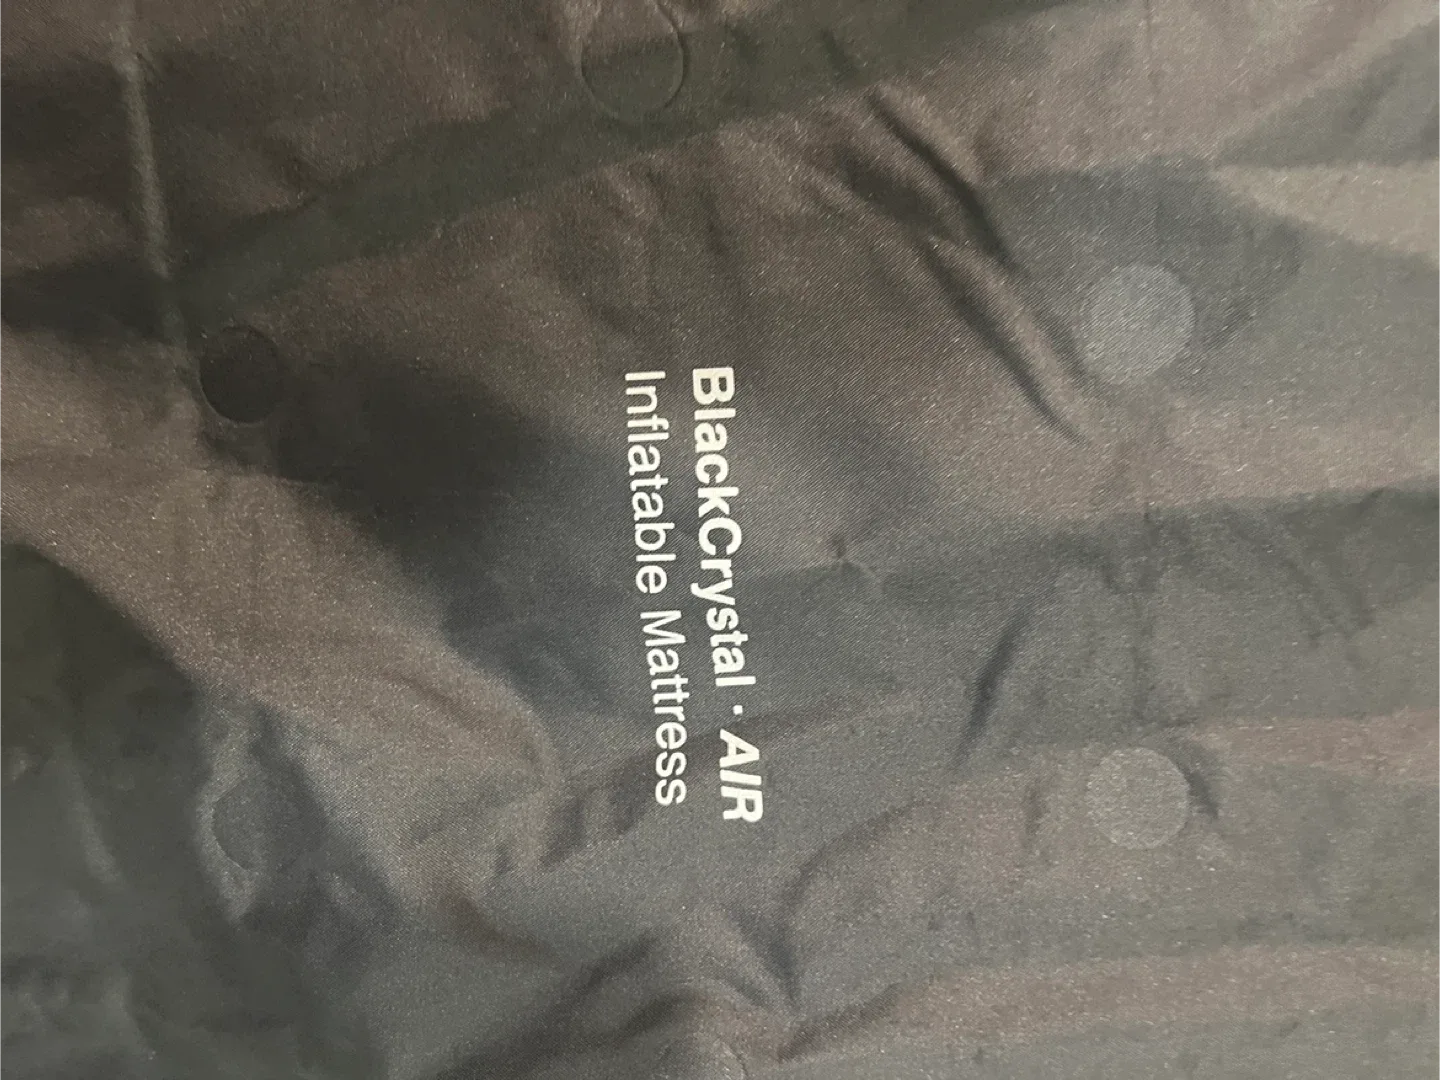 BlackCrystal · AIR
Inflatable Mattress